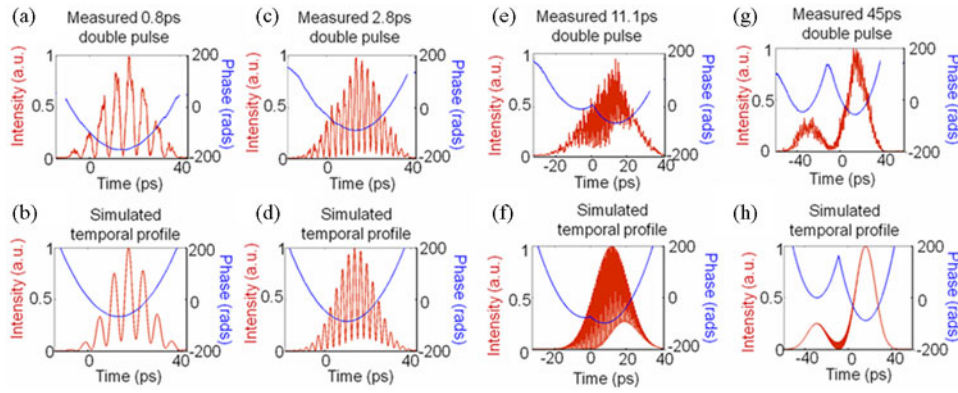 (a) Measured 0.8ps
double pulse
Intensity (a.u.)
1
0.5
0
200
0
-200
Phase (rads)
0 40
Time (ps)
(c) Measured 2.8ps
double pulse
Intensity (a.u.)
1
0.5
0
200
0
-200
Phase (rads)
0 40
Time (ps)
(e) Measured 11.1ps
double pulse
Intensity (a.u.)
1
0.5
0
200
0
-200
Phase (rads)
-20 0 20 40
Time (ps)
(g) Measured 45ps
double pulse
Intensity (a.u.)
1
0.5
0
200
0
-200
Phase (rads)
-40 0 40
Time (ps)
(b) Simulated
temporal profile
Intensity (a.u.)
1
0.5
0
200
0
-200
Phase (rads)
0 40
Time (ps)
(d) Simulated
temporal profile
Intensity (a.u.)
1
0.5
0
200
0
-200
Phase (rads)
0 40
Time (ps)
(f) Simulated
temporal profile
Intensity (a.u.)
1
0.5
0
200
0
-200
Phase (rads)
-20 0 20 40
Time (ps)
(h) Simulated
temporal profile
Intensity (a.u.)
1
0.5
0
200
0
-200
Phase (rads)
-40 0 40
Time (ps)